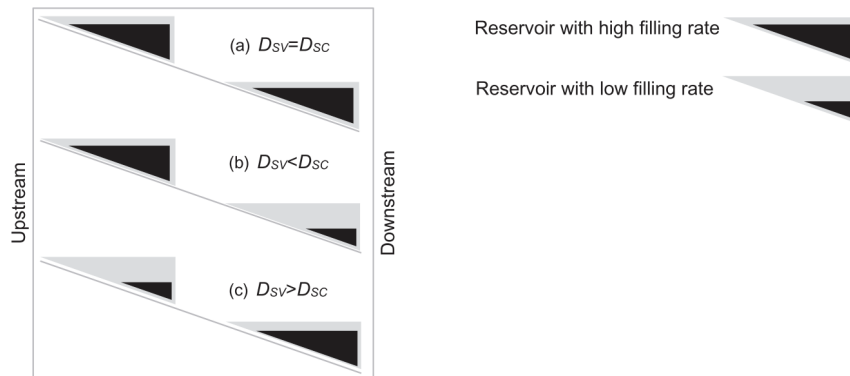 Upstream
(a) DSV=DSC
(b) DSV<DSC
(c) DSV>DSC
Downstream
Reservoir with high filling rate
Reservoir with low filling rate